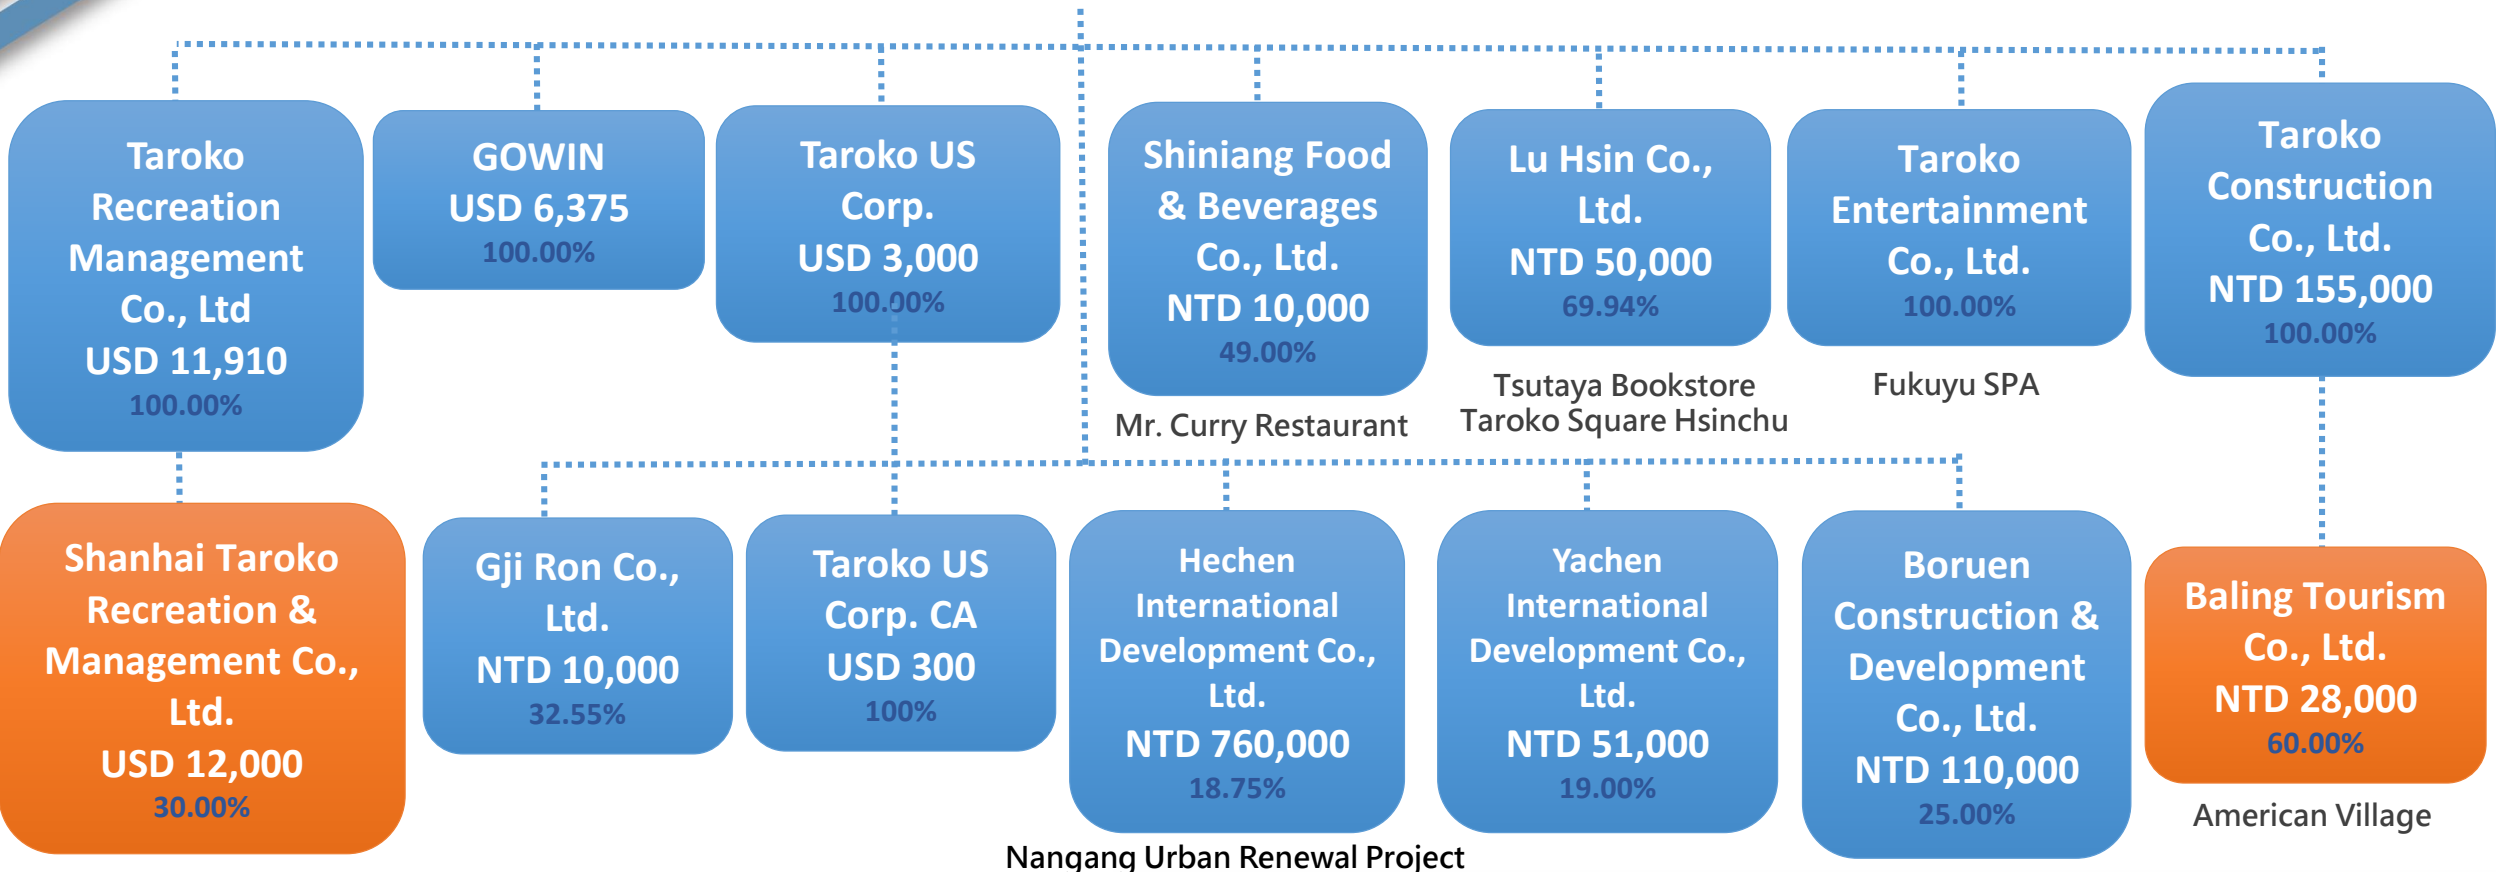 Taroko
Recreation
Management
Co., Ltd
USD 11,910
100.00%
GOWIN
USD 6,375
100.00%
Taroko US
Corp.
USD 3,000
100.00%
Shiniang Food
& Beverages
Co., Ltd.
NTD 10,000
49.00%
Mr. Curry Restaurant
Lu Hsin Co.,
Ltd.
NTD 50,000
69.94%
Tsutaya Bookstore
Taroko Square Hsinchu
Taroko
Entertainment
Co., Ltd.
100.00%
Fukuyu SPA
Taroko
Construction
Co., Ltd.
NTD 155,000
100.00%
Shanhai Taroko
Recreation &
Management Co.,
Ltd.
USD 12,000
30.00%
Gji Ron Co.,
Ltd.
NTD 10,000
32.55%
Taroko US
Corp. CA
USD 300
100%
Hechen
International
Development Co.,
Ltd.
NTD 760,000
18.75%
Nangang Urban Renewal Project
Yachen
International
Development Co.,
Ltd.
NTD 51,000
19.00%
Boruen
Construction &
Development
Co., Ltd.
NTD 110,000
25.00%
Baling Tourism
Co., Ltd.
NTD 28,000
60.00%
American Village